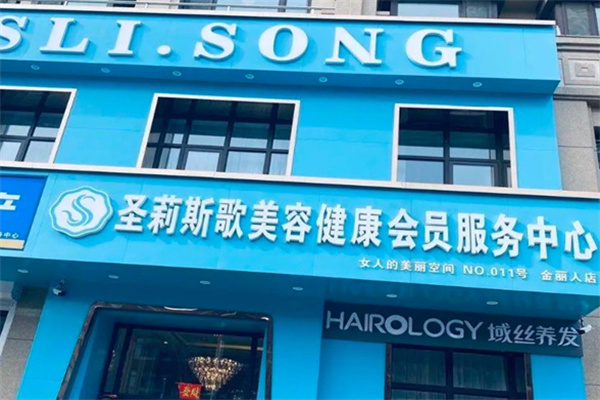 SLI.SONG
圣莉斯歌美容健康会员服务中心
女人的美丽空间 NO.011号 金丽人店
HAIROLOGY 域丝养发